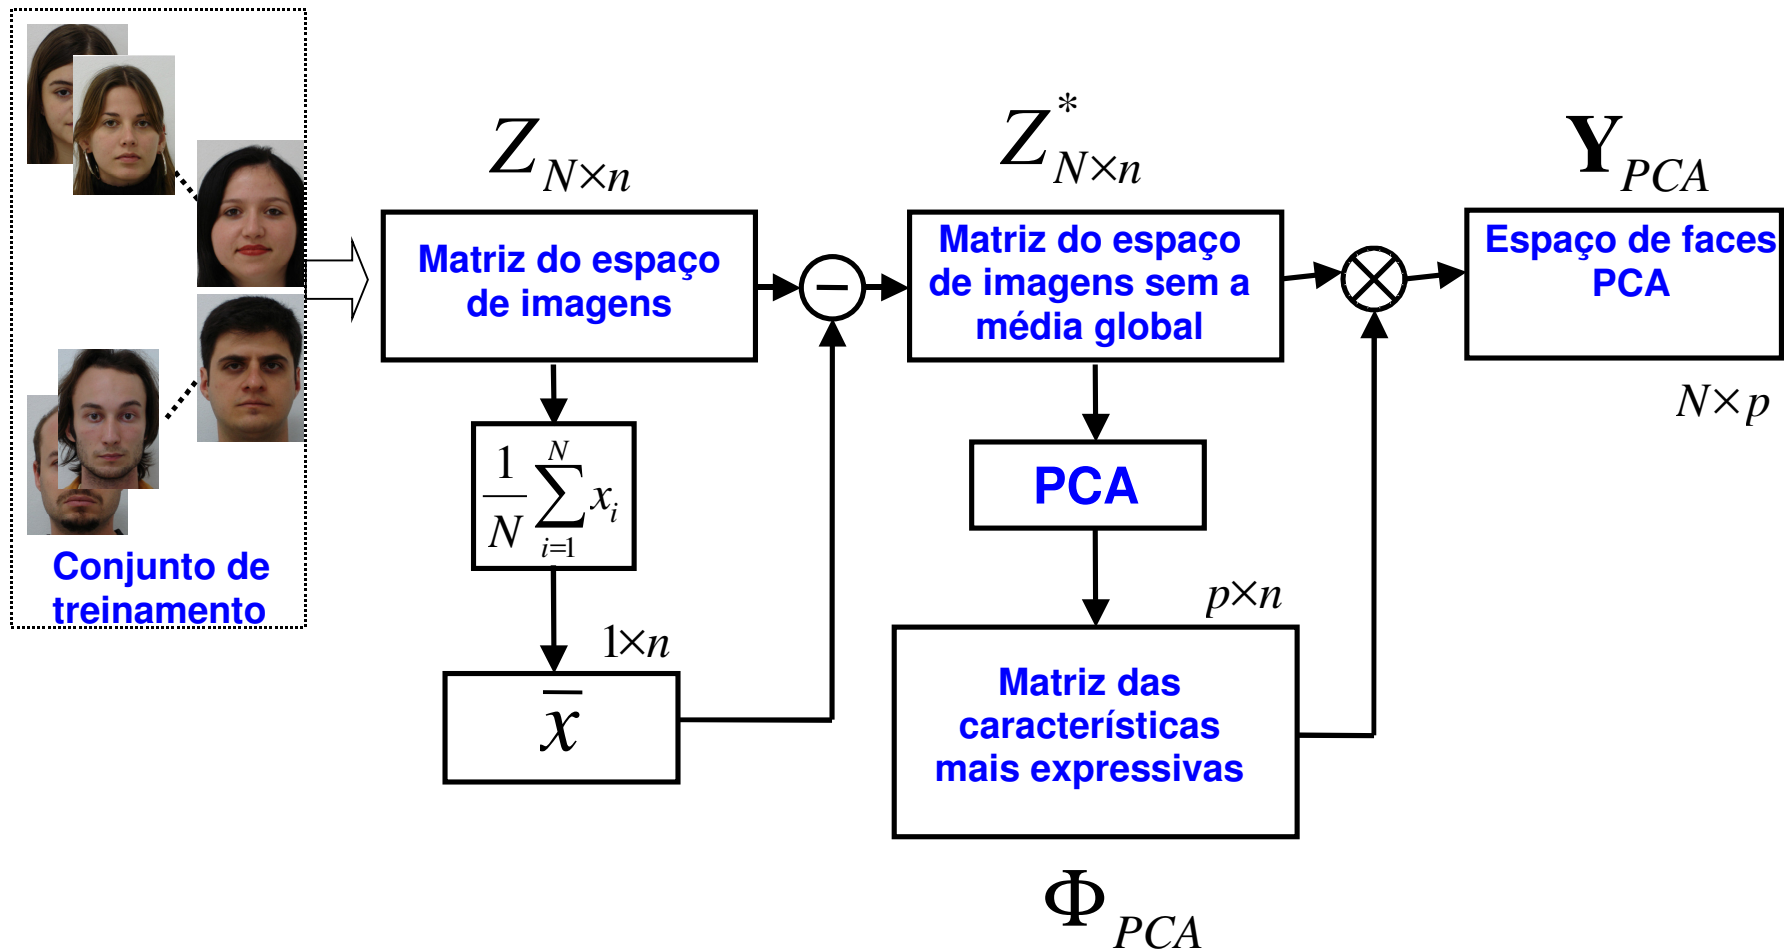 Z N×n
Z* N×n
Y PCA
Matriz do espaço
de imagens
−
Matriz do espaço
de imagens sem a
média global
Espaço de faces
PCA
N×p
1/N ∑ i=1 N x i
PCA
Conjunto de
treinamento
1×n
x̄
p×n
Matriz das
características
mais expressivas
Φ PCA